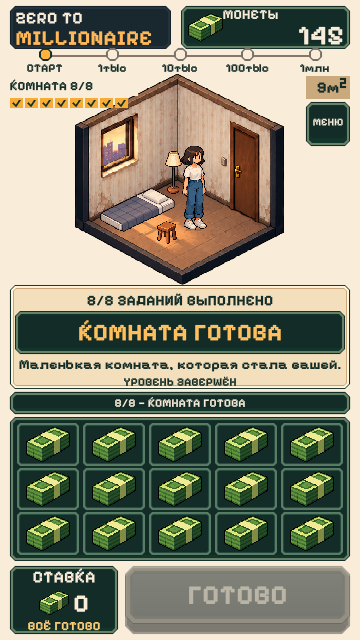 ZERO TO
MILLIONAIRE
МОНЕТЫ
148
СТАРТ
1тыс
10тыс
100тыс
1млн
КОМНАТА 8/8
9м²
МЕНЮ
8/8 ЗАДАНИЙ ВЫПОЛНЕНО
КОМНАТА ГОТОВА
Маленькая комната, которая стала вашей.
УРОВЕНЬ ЗАВЕРШЁН
8/8 – КОМНАТА ГОТОВА
СТАВКА
0
ВСЁ ГОТОВО
ГОТОВО